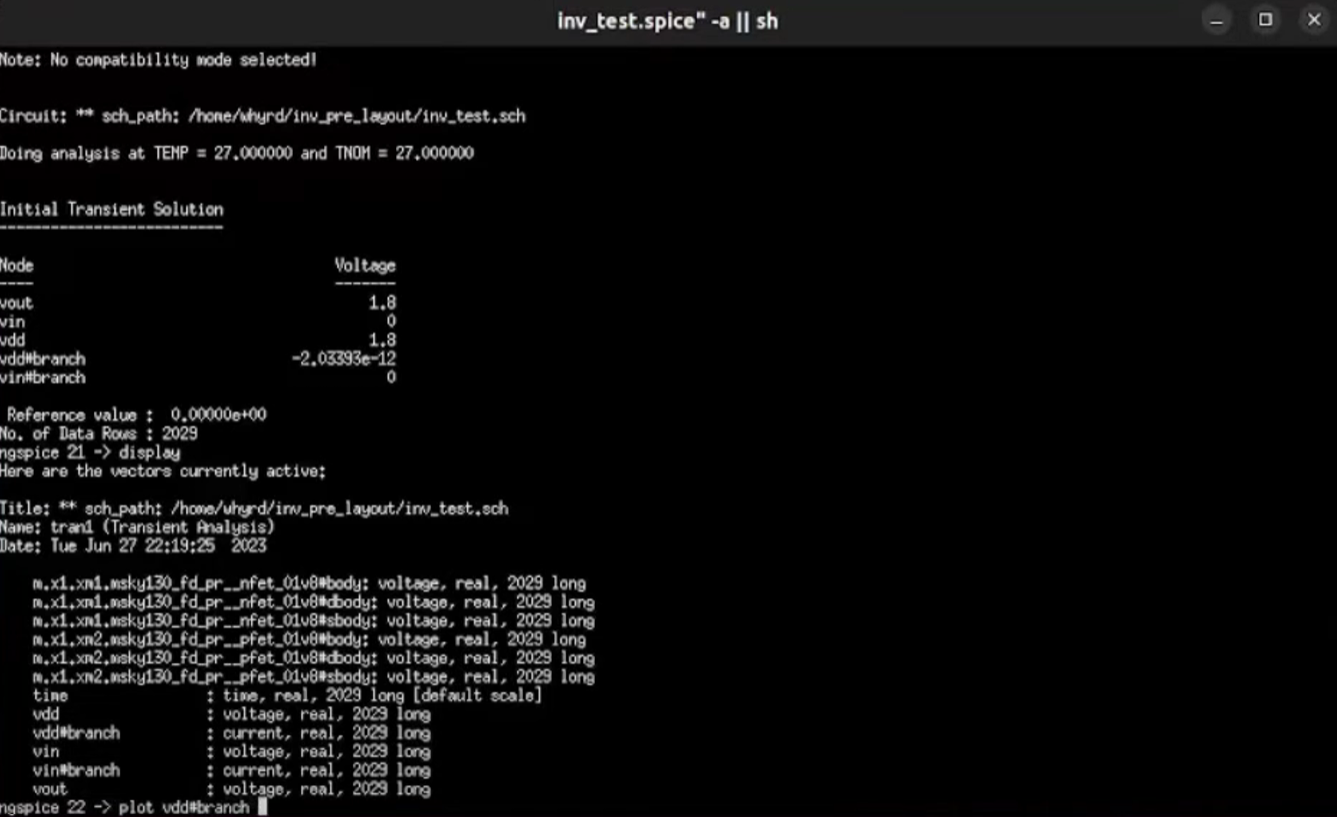 inv_test.spice" -a || sh
Note: No compatibility mode selected!
Circuit: ** sch_path: /home/whyrd/inv_pre_layout/inv_test.sch
Doing analysis at TEMP = 27.000000 and TNOM = 27.000000
Initial Transient Solution
--------------------------
Node Voltage
---- -------
vout 1.8
vin 0
vdd 1.8
vdd#branch -2.03393e-12
vin#branch 0
Reference value : 0.00000e+00
No. of Data Rows : 2029
ngspice 21 -> display
Here are the vectors currently active:
Title: ** sch_path: /home/whyrd/inv_pre_layout/inv_test.sch
Name: tran1 (Transient Analysis)
Date: Tue Jun 27 22:19:25 2023
m.x1.xm1.msky130_fd_pr__nfet_01v8#body: voltage, real, 2029 long
m.x1.xm1.msky130_fd_pr__nfet_01v8#dbody: voltage, real, 2029 long
m.x1.xm1.msky130_fd_pr__nfet_01v8#sbody: voltage, real, 2029 long
m.x1.xm2.msky130_fd_pr__pfet_01v8#body: voltage, real, 2029 long
m.x1.xm2.msky130_fd_pr__pfet_01v8#dbody: voltage, real, 2029 long
m.x1.xm2.msky130_fd_pr__pfet_01v8#sbody: voltage, real, 2029 long
time : time, real, 2029 long [default scale]
vdd : voltage, real, 2029 long
vdd#branch : current, real, 2029 long
vin : voltage, real, 2029 long
vin#branch : current, real, 2029 long
vout : voltage, real, 2029 long
ngspice 22 -> plot vdd#branch